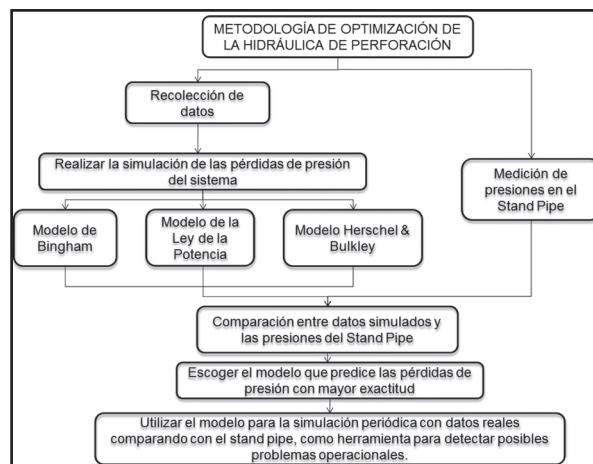 METODOLOGÍA DE OPTIMIZACIÓN DE
LA HIDRÁULICA DE PERFORACIÓN
Recolección de
datos
Realizar la simulación de las pérdidas de presión
del sistema
Medición de
presiones en el
Stand Pipe
Modelo de
Bingham
Modelo de la
Ley de la
Potencia
Modelo Herschel &
Bulkley
Comparación entre datos simulados y
las presiones del Stand Pipe
Escoger el modelo que predice las pérdidas de
presión con mayor exactitud
Utilizar el modelo para la simulación periódica con datos reales
comparando con el stand pipe, como herramienta para detectar posibles
problemas operacionales.